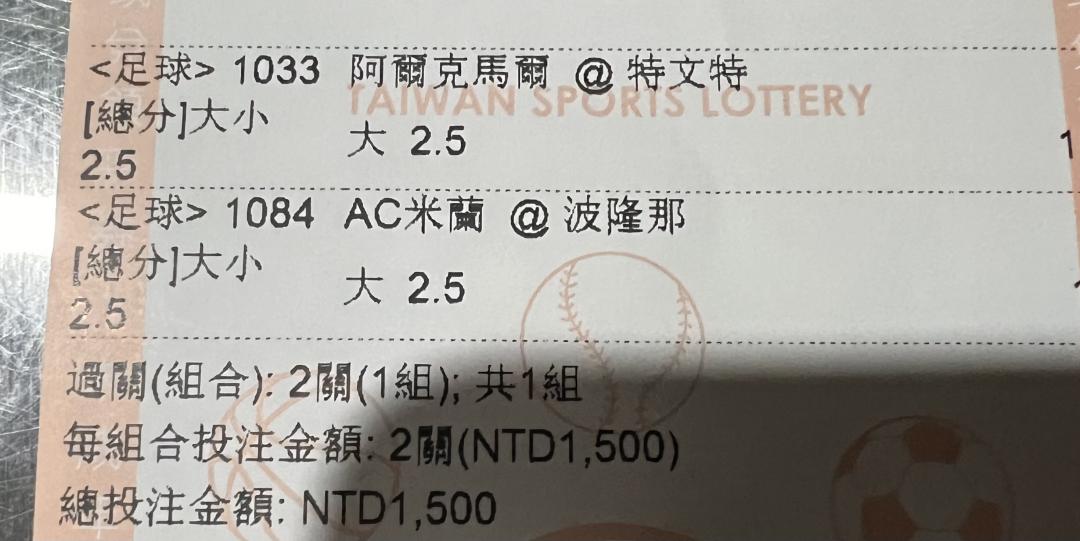 <足球> 1033 阿爾克馬爾 @ 特文特
TAIWAN SPORTS LOTTERY
[總分]大小 大 2.5
2.5
<足球> 1084 AC米蘭 @ 波隆那
[總分]大小 大 2.5
2.5
過關(組合): 2關(1組); 共1組
每組合投注金額: 2關(NTD1,500)
總投注金額: NTD1,500